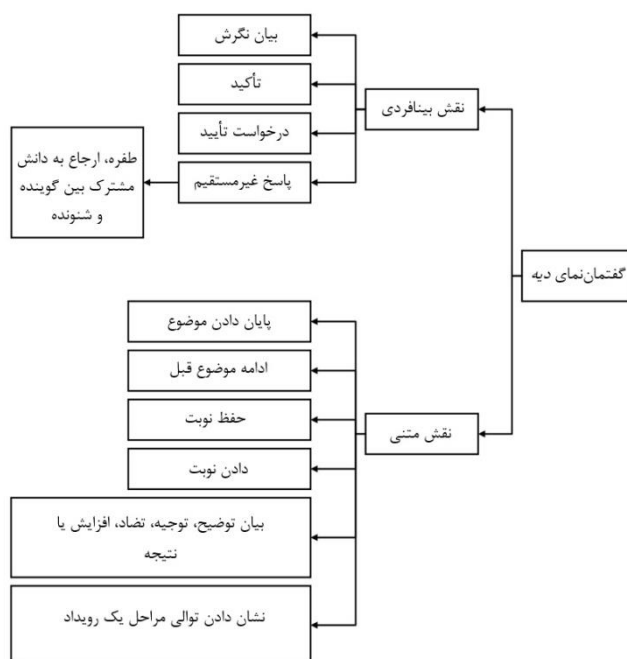 گفتمان‌نمای دیه
نقش بینافردی
بیان نگرش
تأکید
درخواست تأیید
پاسخ غیرمستقیم
طفره، ارجاع به دانش
مشترک بین گوینده
و شنونده
نقش متنی
پایان دادن موضوع
ادامه موضوع قبل
حفظ نوبت
دادن نوبت
بیان توضیح، توجیه، تضاد، افزایش یا
نتیجه
نشان دادن توالی مراحل یک رویداد